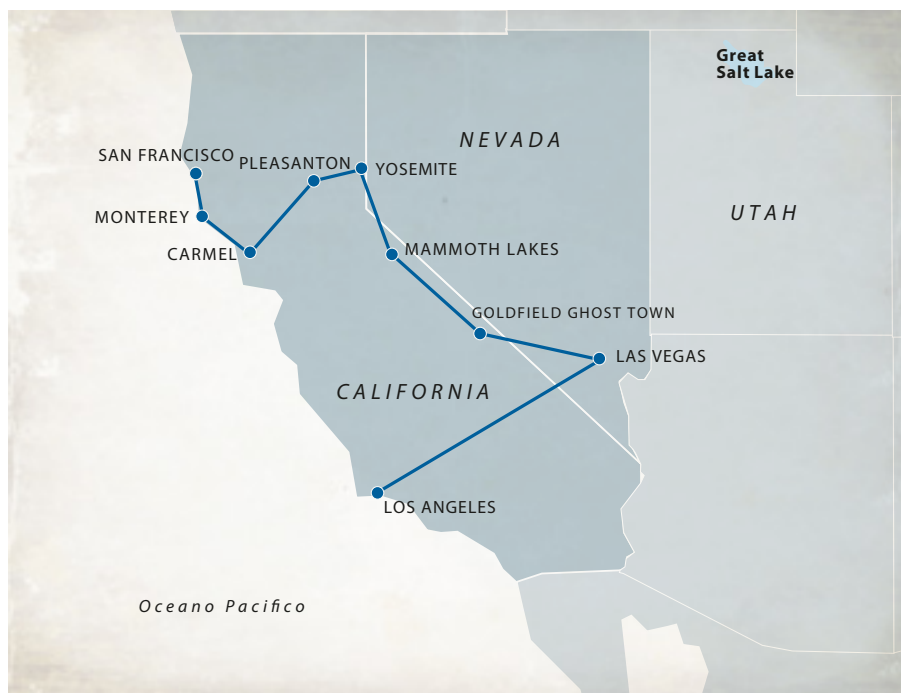 Great
Salt Lake
NEVADA
SAN FRANCISCO
PLEASANTON
YOSEMITE
UTAH
MONTEREY
CARMEL
MAMMOTH LAKES
GOLDFIELD GHOST TOWN
LAS VEGAS
CALIFORNIA
LOS ANGELES
Oceano Pacifico